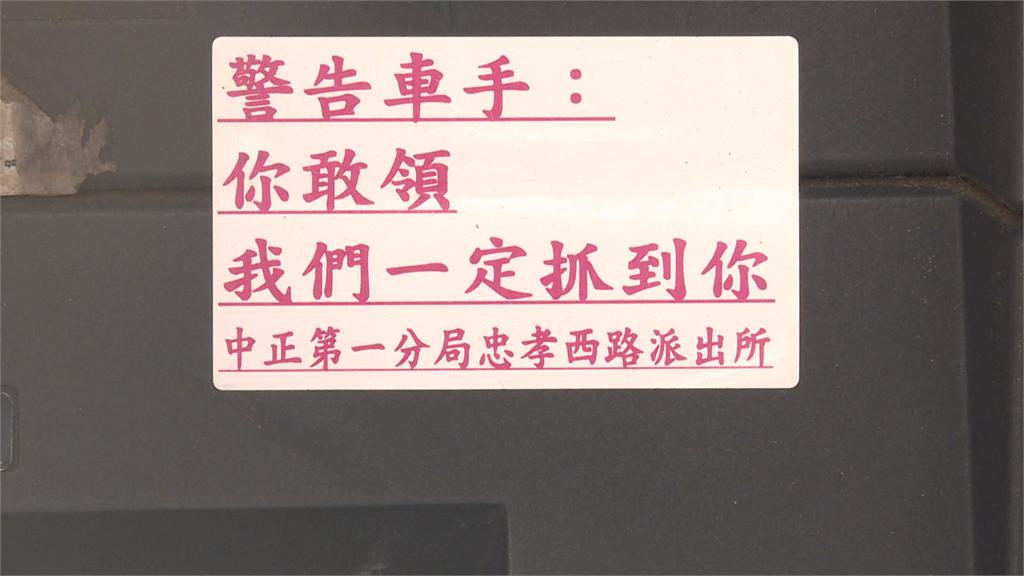 警告車手：
你敢領
我們一定抓到你
中正第一分局忠孝西路派出所